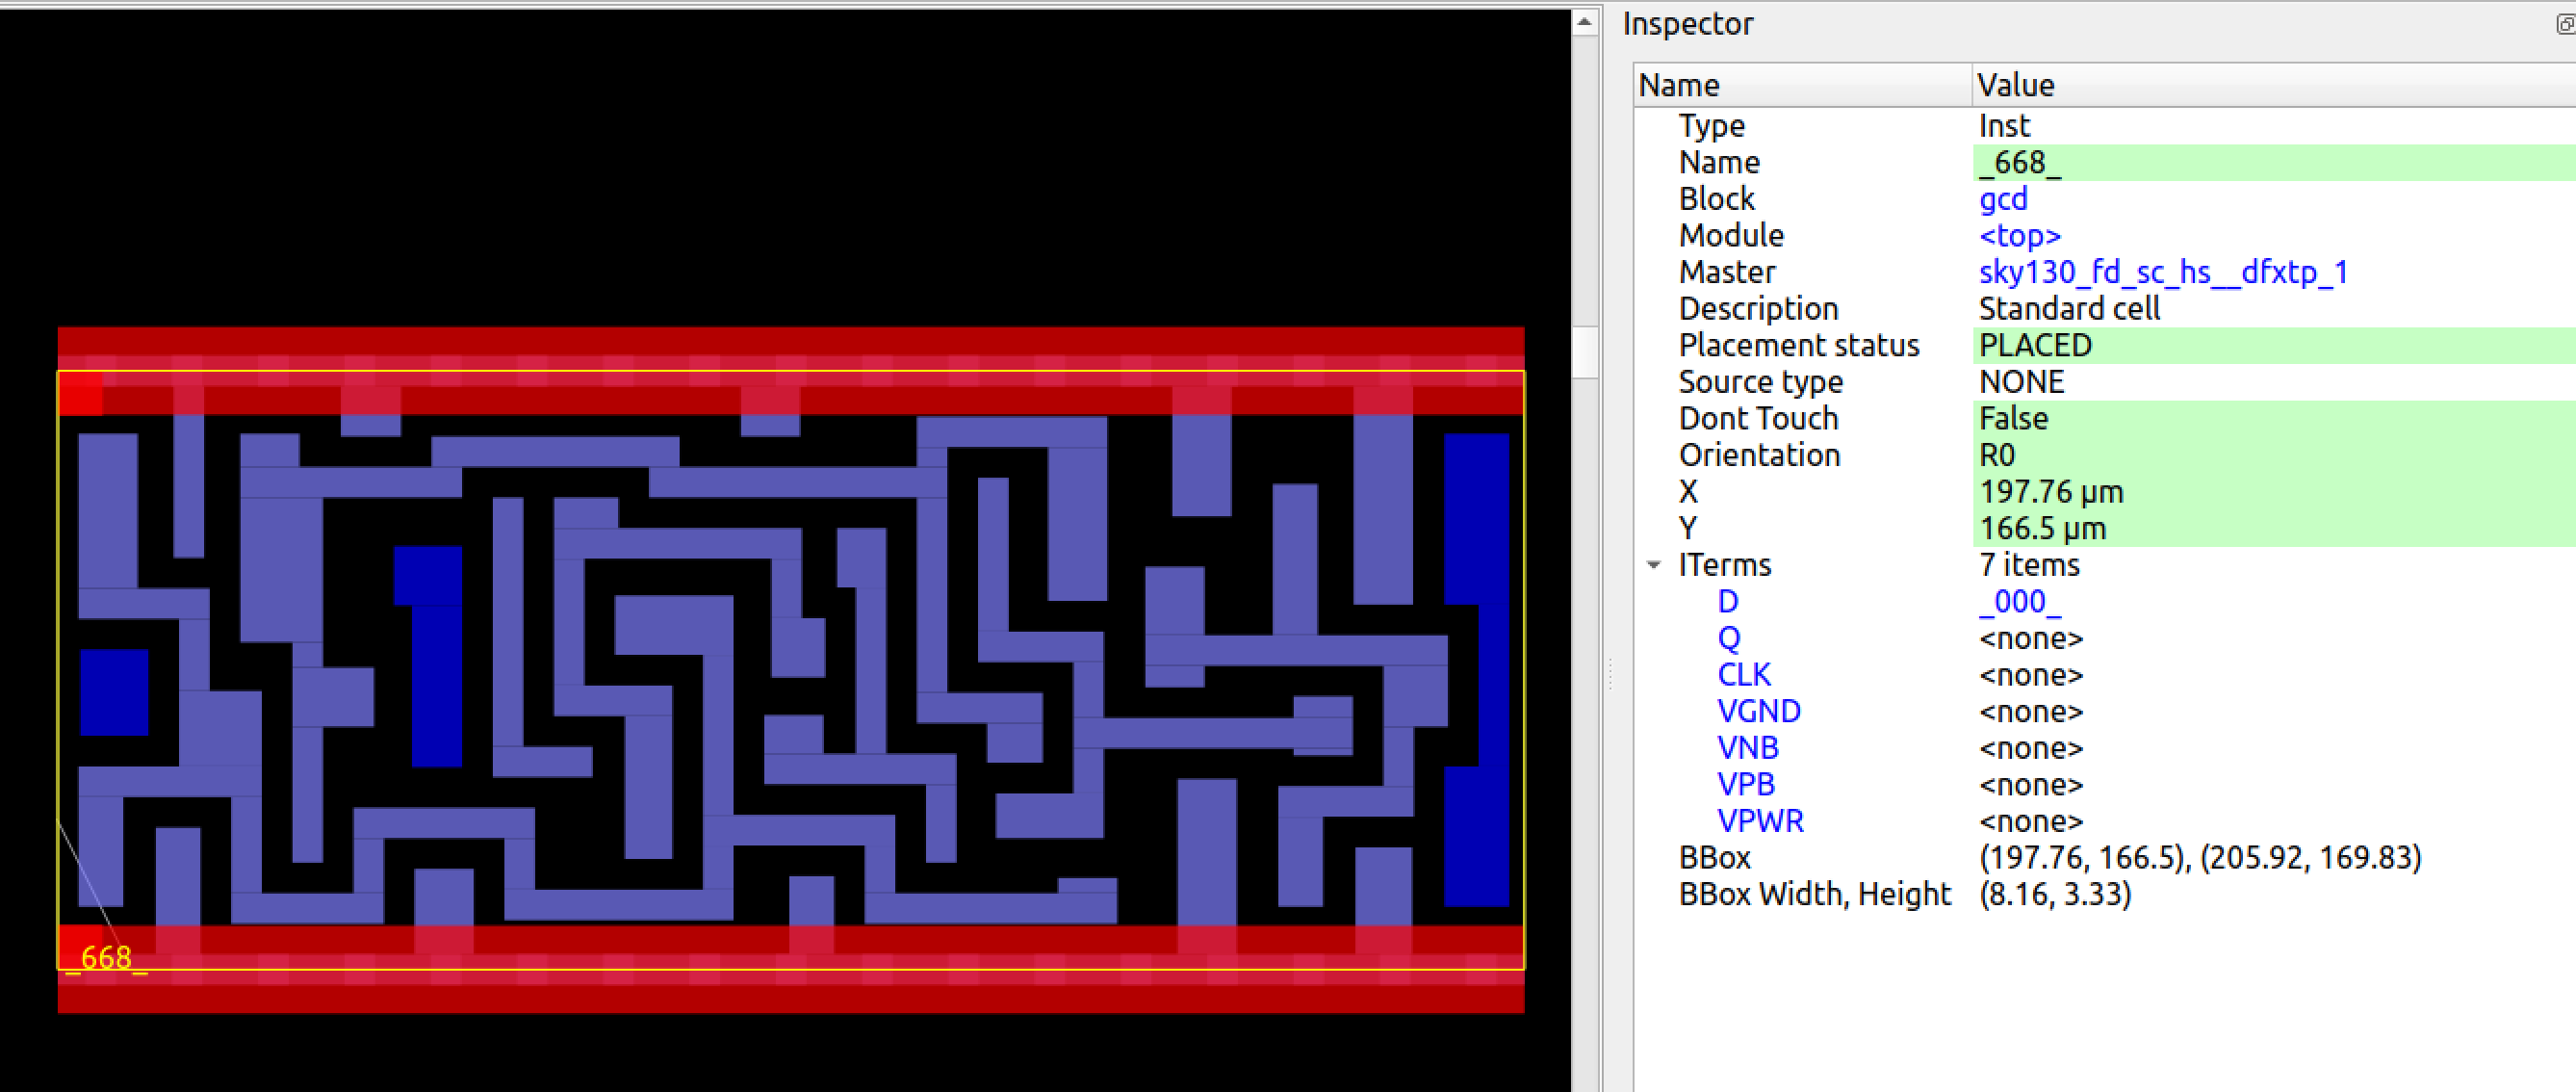 Inspector
Name Value
Type Inst
Name _668_
Block gcd
Module <top>
Master sky130_fd_sc_hs__dfxtp_1
Description Standard cell
Placement status PLACED
Source type NONE
Dont Touch False
Orientation R0
X 197.76 μm
Y 166.5 μm
ITerms 7 items
D _000_
Q <none>
CLK <none>
VGND <none>
VNB <none>
VPB <none>
VPWR <none>
BBox (197.76, 166.5), (205.92, 169.83)
BBox Width, Height (8.16, 3.33)
_668_